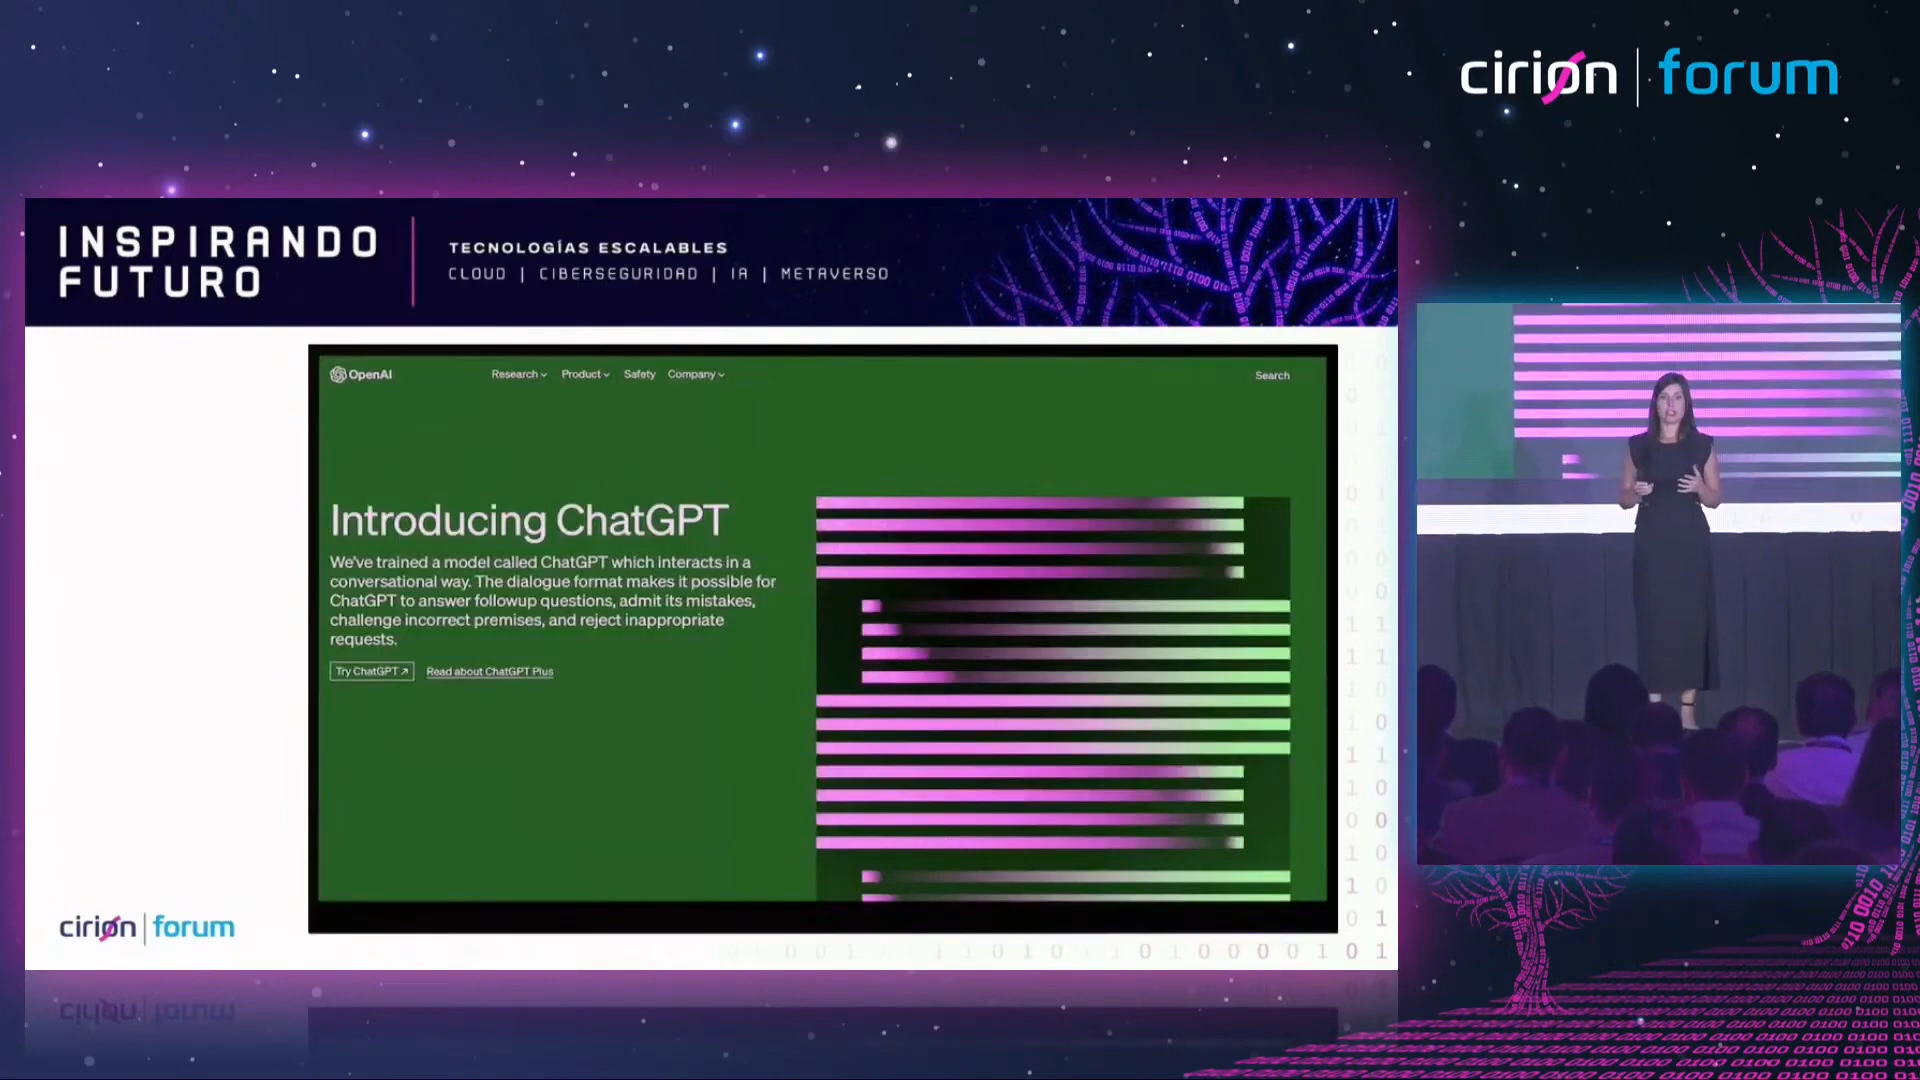 cirion | forum
INSPIRANDO
FUTURO
TECNOLOGÍAS ESCALABLES
CLOUD | CIBERSEGURIDAD | IA | METAVERSO
OpenAI
Research Product Safety Company
Search
Introducing ChatGPT
We've trained a model called ChatGPT which interacts in a
conversational way. The dialogue format makes it possible for
ChatGPT to answer followup questions, admit its mistakes,
challenge incorrect premises, and reject inappropriate
requests.
Try ChatGPT ↗ Read about ChatGPT Plus
cirion | forum